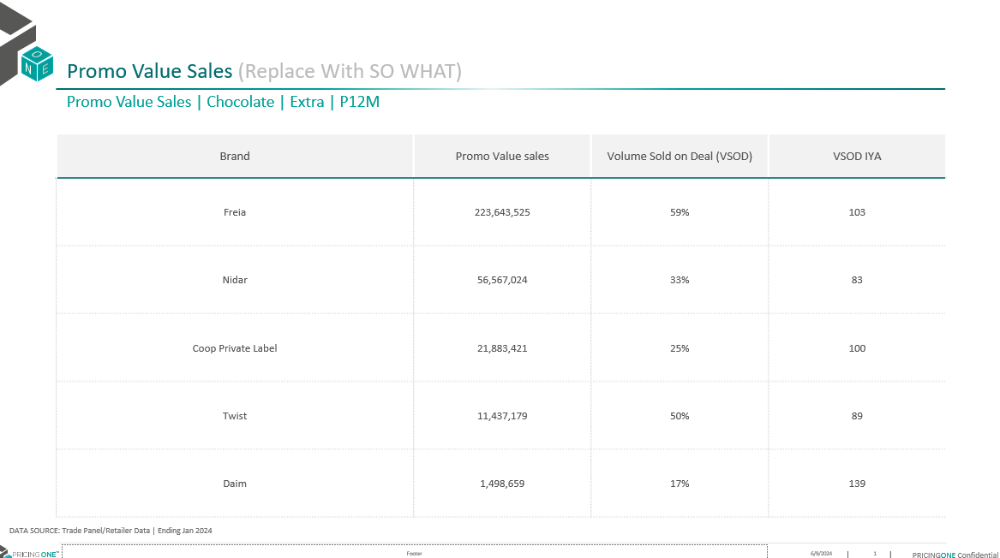 O
N E
Promo Value Sales (Replace With SO WHAT)
Promo Value Sales | Chocolate | Extra | P12M
Brand Promo Value sales Volume Sold on Deal (VSOD) VSOD IYA
Freia 223,643,525 59% 103
Nidar 56,567,024 33% 83
Coop Private Label 21,883,421 25% 100
Twist 11,437,179 50% 89
Daim 1,498,659 17% 139
DATA SOURCE: Trade Panel/Retailer Data | Ending Jan 2024
PRICING ONE™ Footer 6/9/2024 | 1 | PRICINGONE Confidential